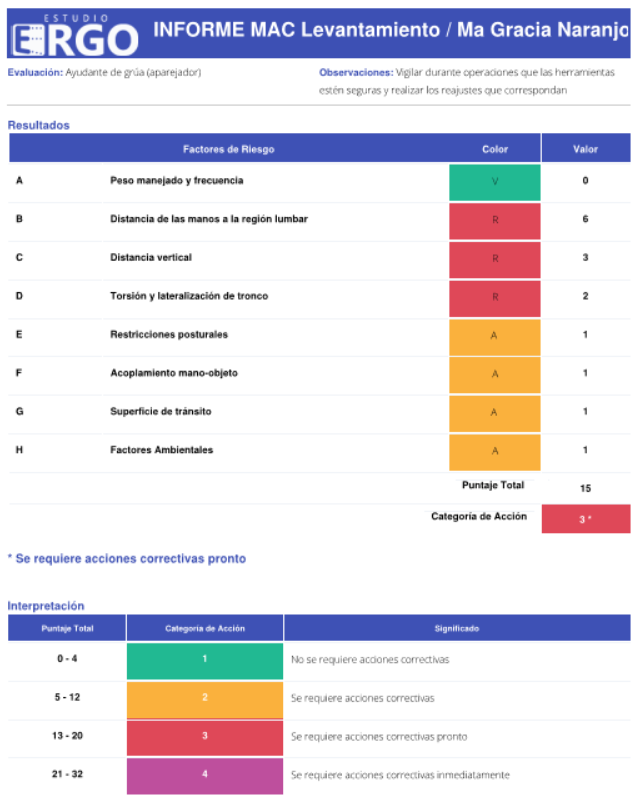 ESTUDIO
ERGO
INFORME MAC Levantamiento / Ma Gracia Naranjo
Evaluación: Ayudante de grúa (aparejador)
Observaciones: Vigilar durante operaciones que las herramientas
estén seguras y realizar los reajustes que correspondan
Resultados
Factores de Riesgo Color Valor
A Peso manejado y frecuencia V 0
B Distancia de las manos a la región lumbar R 6
C Distancia vertical R 3
D Torsión y lateralización de tronco R 2
E Restricciones posturales A 1
F Acoplamiento mano-objeto A 1
G Superficie de tránsito A 1
H Factores Ambientales A 1
Puntaje Total 15
Categoría de Acción 3 *
* Se requiere acciones correctivas pronto
Interpretación
Puntaje Total Categoría de Acción Significado
0 - 4 1 No se requiere acciones correctivas
5 - 12 2 Se requiere acciones correctivas
13 - 20 3 Se requiere acciones correctivas pronto
21 - 32 4 Se requiere acciones correctivas inmediatamente